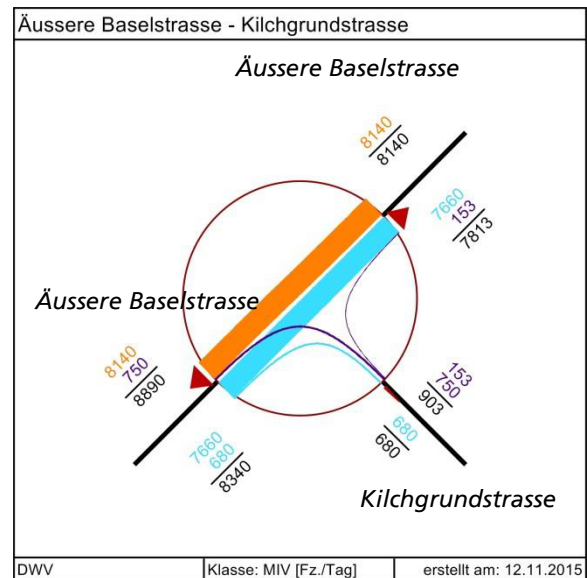 Äussere Baselstrasse - Kilchgrundstrasse
Äussere Baselstrasse
8140
8140
7660
153
7813
Äussere Baselstrasse
8140
750
8890
153
750
903
680
680
7660
680
8340
Kilchgrundstrasse
DWV
Klasse: MIV [Fz./Tag]
erstellt am: 12.11.2015